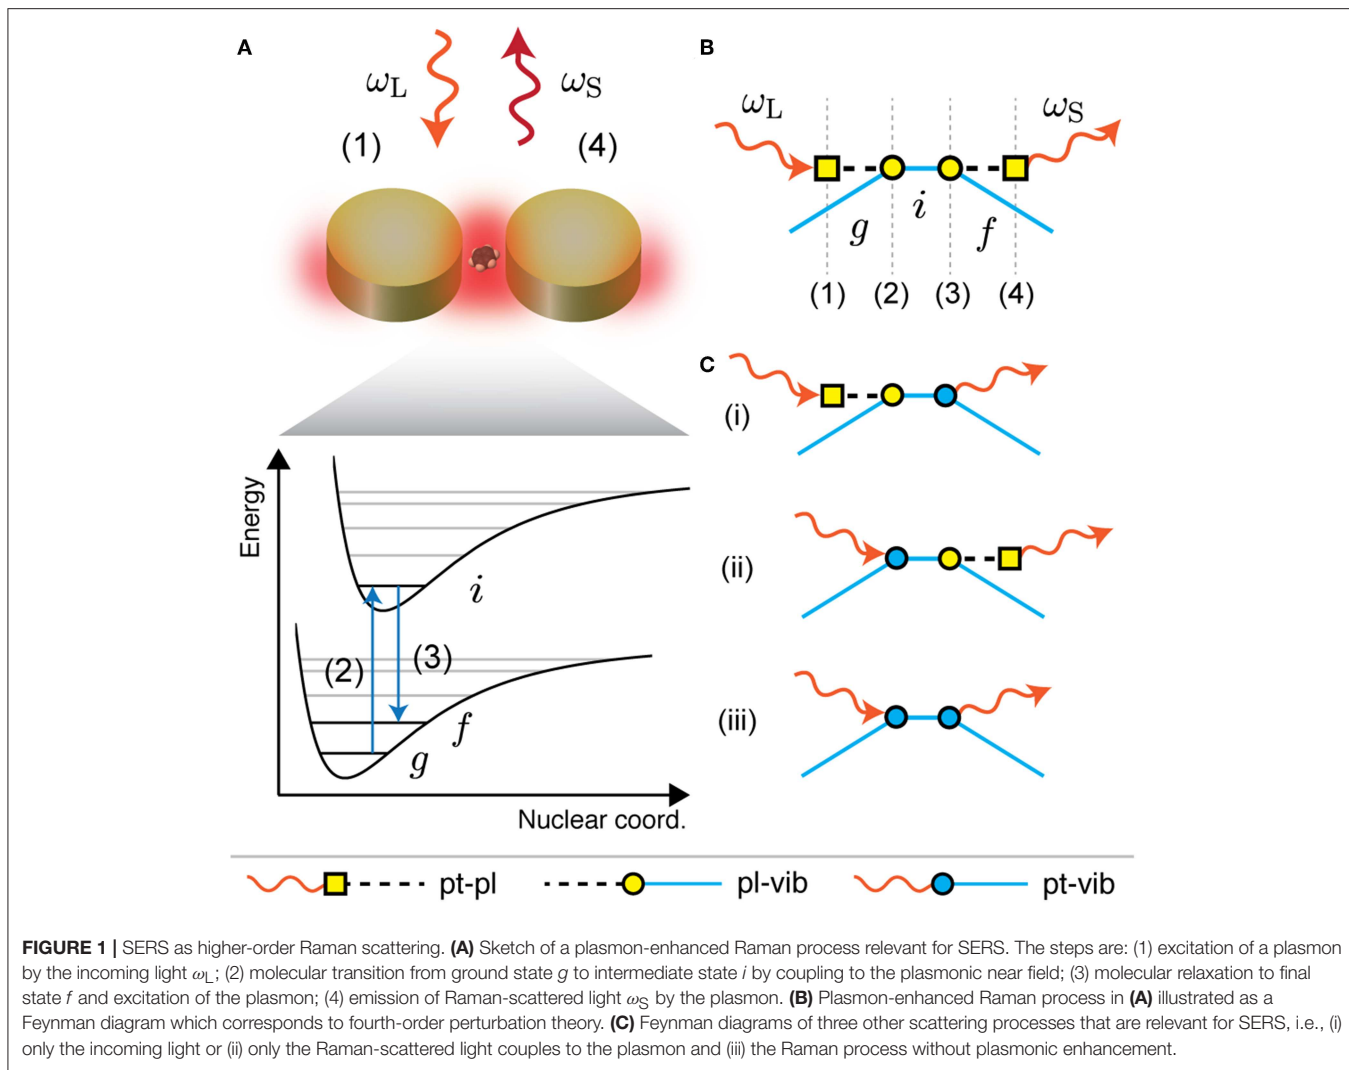 A
ωL
ωS
(1)
(4)
Energy
i
(2)
(3)
f
g
Nuclear coord.
B
ωL
ωS
g
i
f
(1)
(2)
(3)
(4)
C
(i)
(ii)
(iii)
pt-pl
pl-vib
pt-vib
FIGURE 1 | SERS as higher-order Raman scattering. (A) Sketch of a plasmon-enhanced Raman process relevant for SERS. The steps are: (1) excitation of a plasmon
by the incoming light ωL; (2) molecular transition from ground state g to intermediate state i by coupling to the plasmonic near field; (3) molecular relaxation to final
state f and excitation of the plasmon; (4) emission of Raman-scattered light ωS by the plasmon. (B) Plasmon-enhanced Raman process in (A) illustrated as a
Feynman diagram which corresponds to fourth-order perturbation theory. (C) Feynman diagrams of three other scattering processes that are relevant for SERS, i.e., (i)
only the incoming light or (ii) only the Raman-scattered light couples to the plasmon and (iii) the Raman process without plasmonic enhancement.